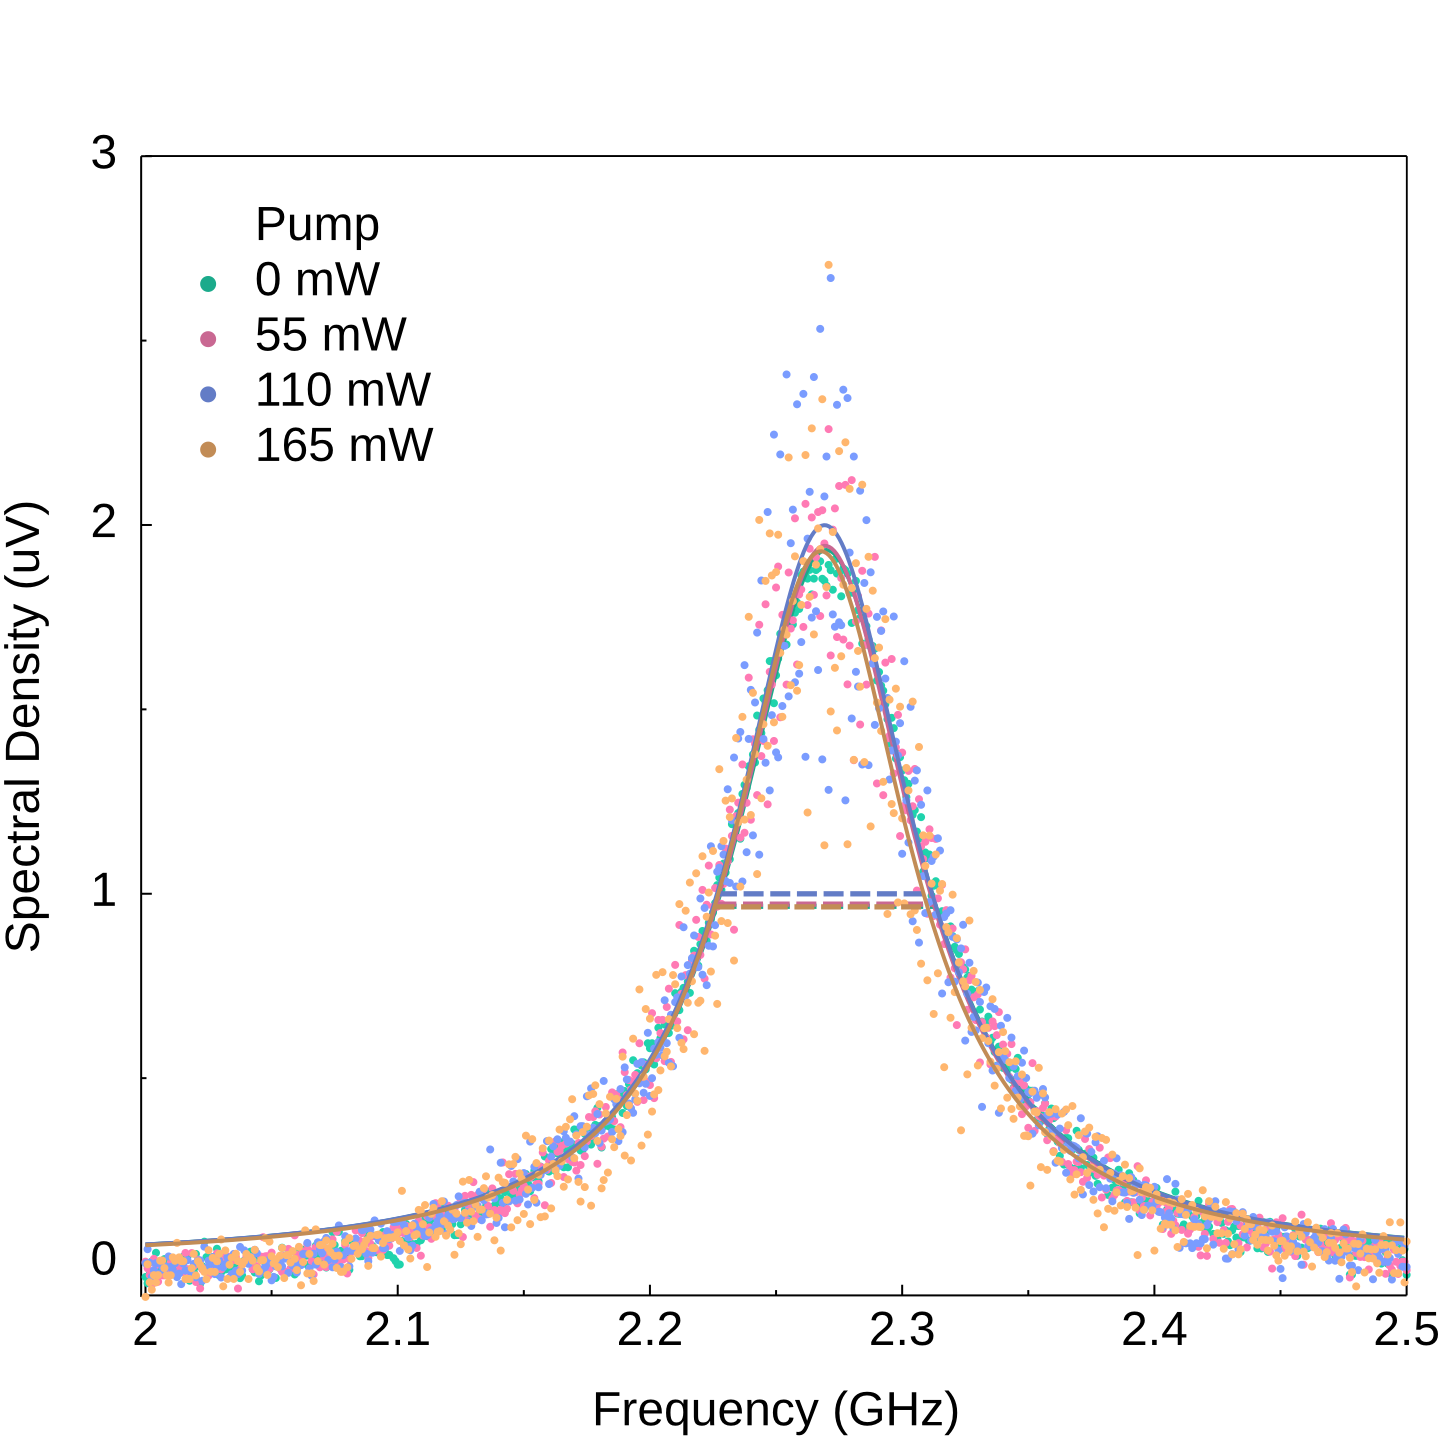 3
Pump
0 mW
55 mW
110 mW
165 mW
2
1
0
Spectral Density (uV)
2 2.1 2.2 2.3 2.4 2.5
Frequency (GHz)